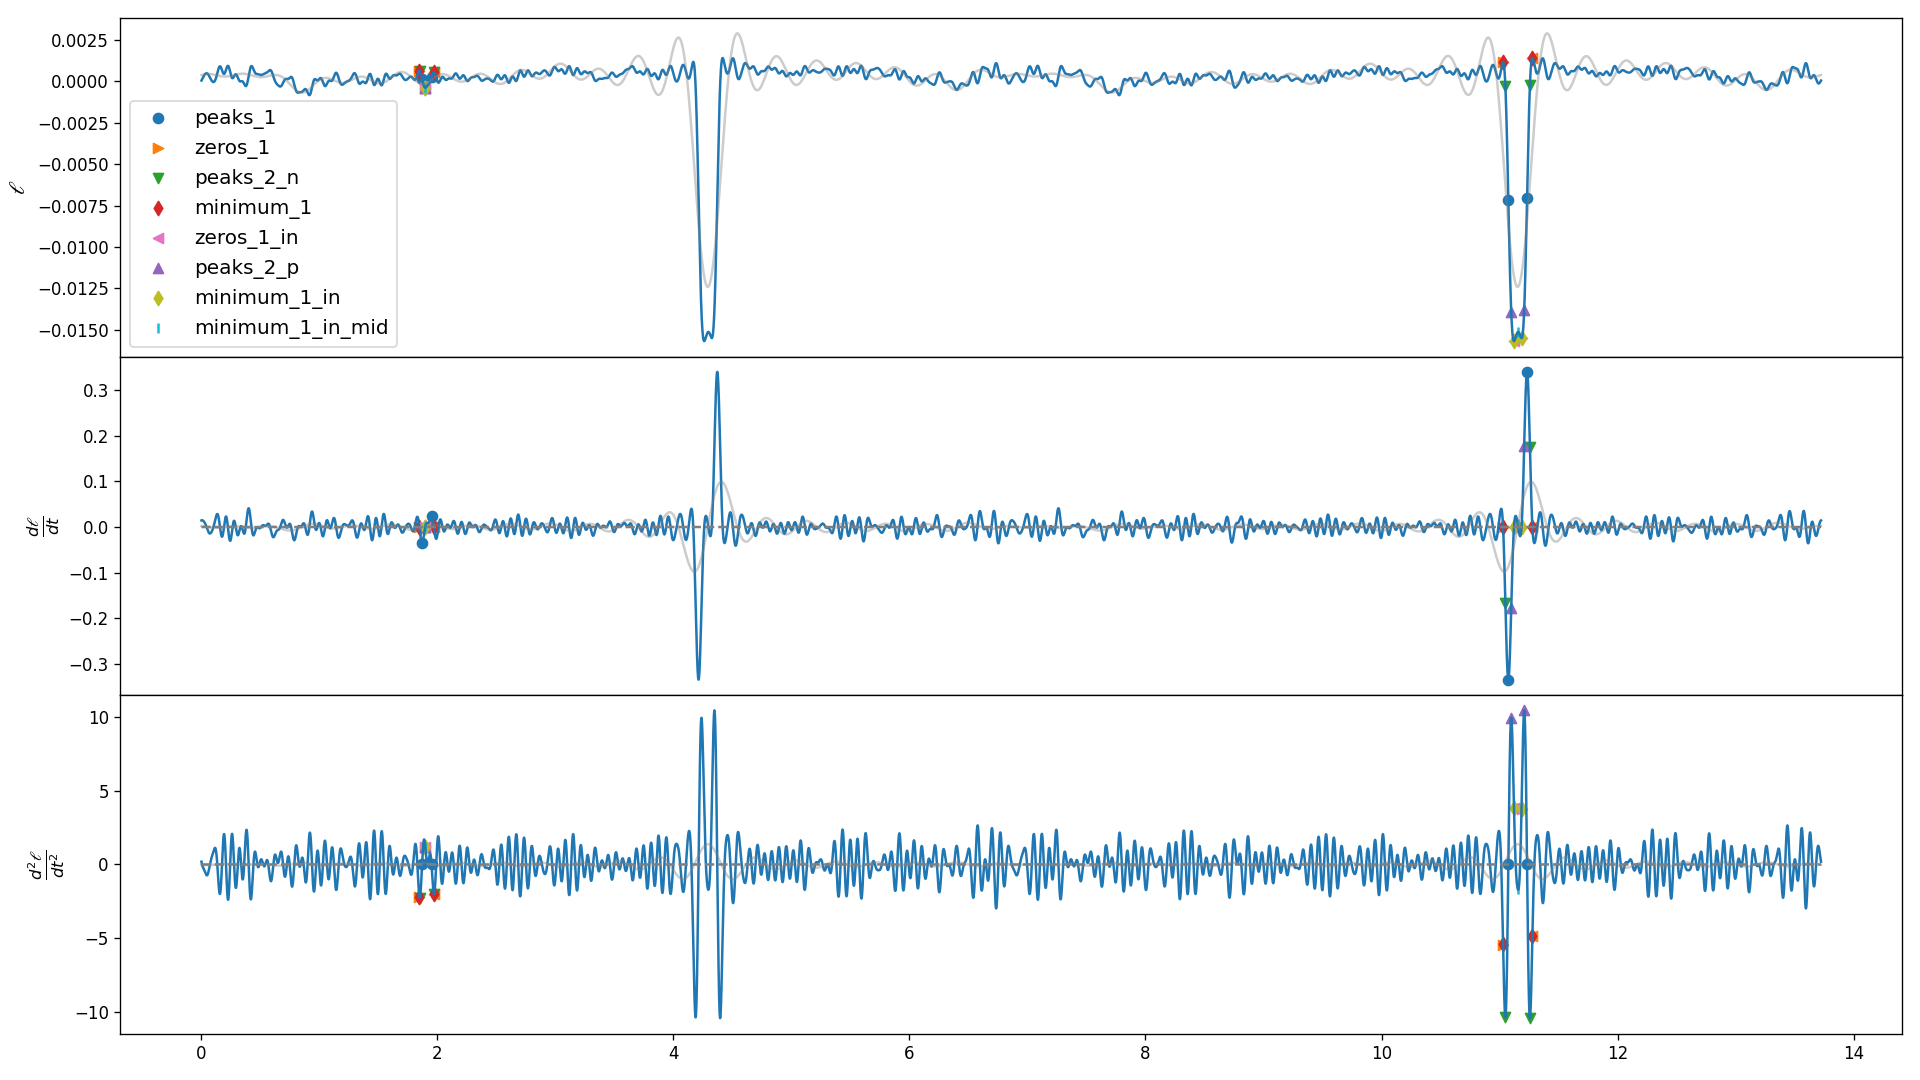 0.0025
0.0000
−0.0025
−0.0050
−0.0075
−0.0100
−0.0125
−0.0150
ℓ
peaks_1
zeros_1
peaks_2_n
minimum_1
zeros_1_in
peaks_2_p
minimum_1_in
minimum_1_in_mid
0.3
0.2
0.1
0.0
−0.1
−0.2
−0.3
dℓ
dt
10
5
0
−5
−10
d²ℓ
dt²
0 2 4 6 8 10 12 14